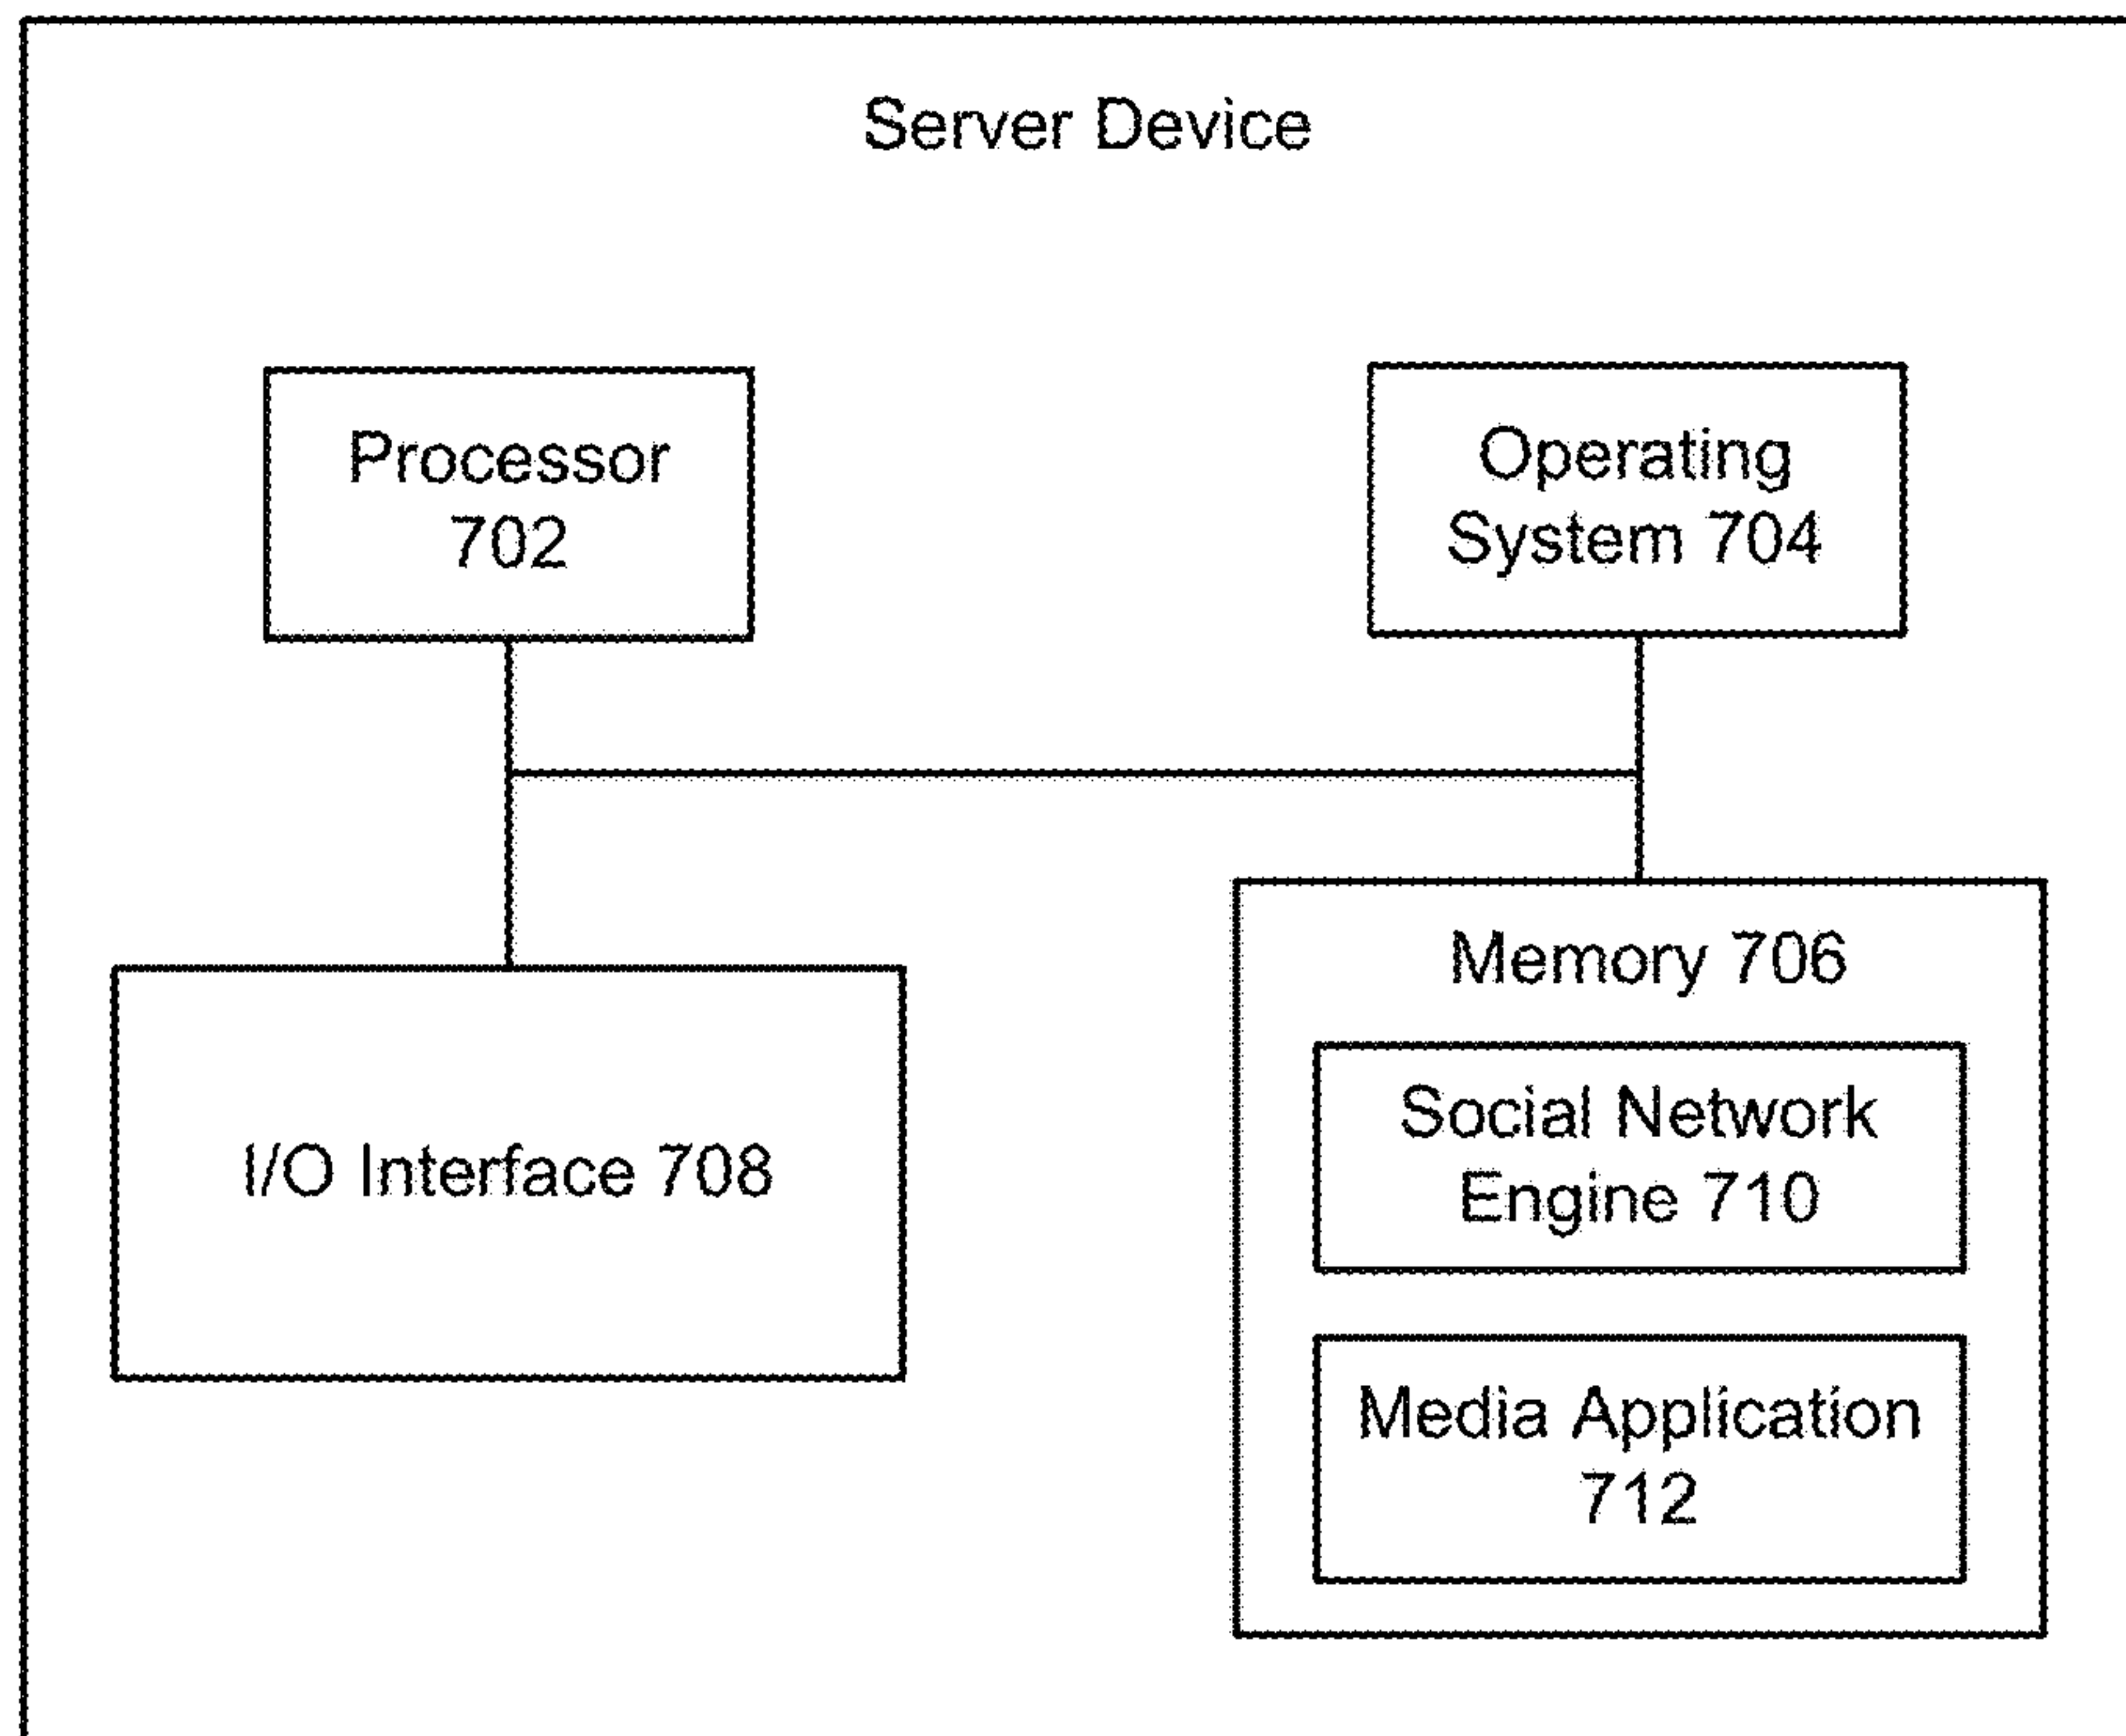 Server Device
Processor
702
Operating
System 704
I/O Interface 708
Memory 706
Social Network
Engine 710
Media Application
712